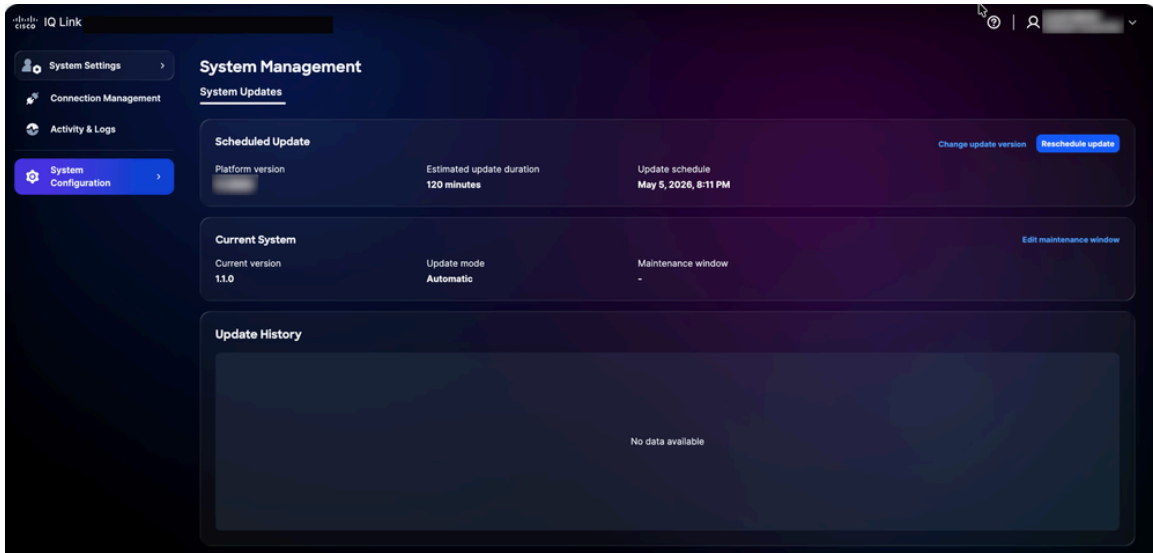 cisco IQ Link
System Settings
Connection Management
Activity & Logs
System
Configuration
System Management
System Updates
Scheduled Update
Change update version
Reschedule update
Platform version
Estimated update duration
120 minutes
Update schedule
May 5, 2026, 8:11 PM
Current System
Edit maintenance window
Current version
1.1.0
Update mode
Automatic
Maintenance window
-
Update History
No data available